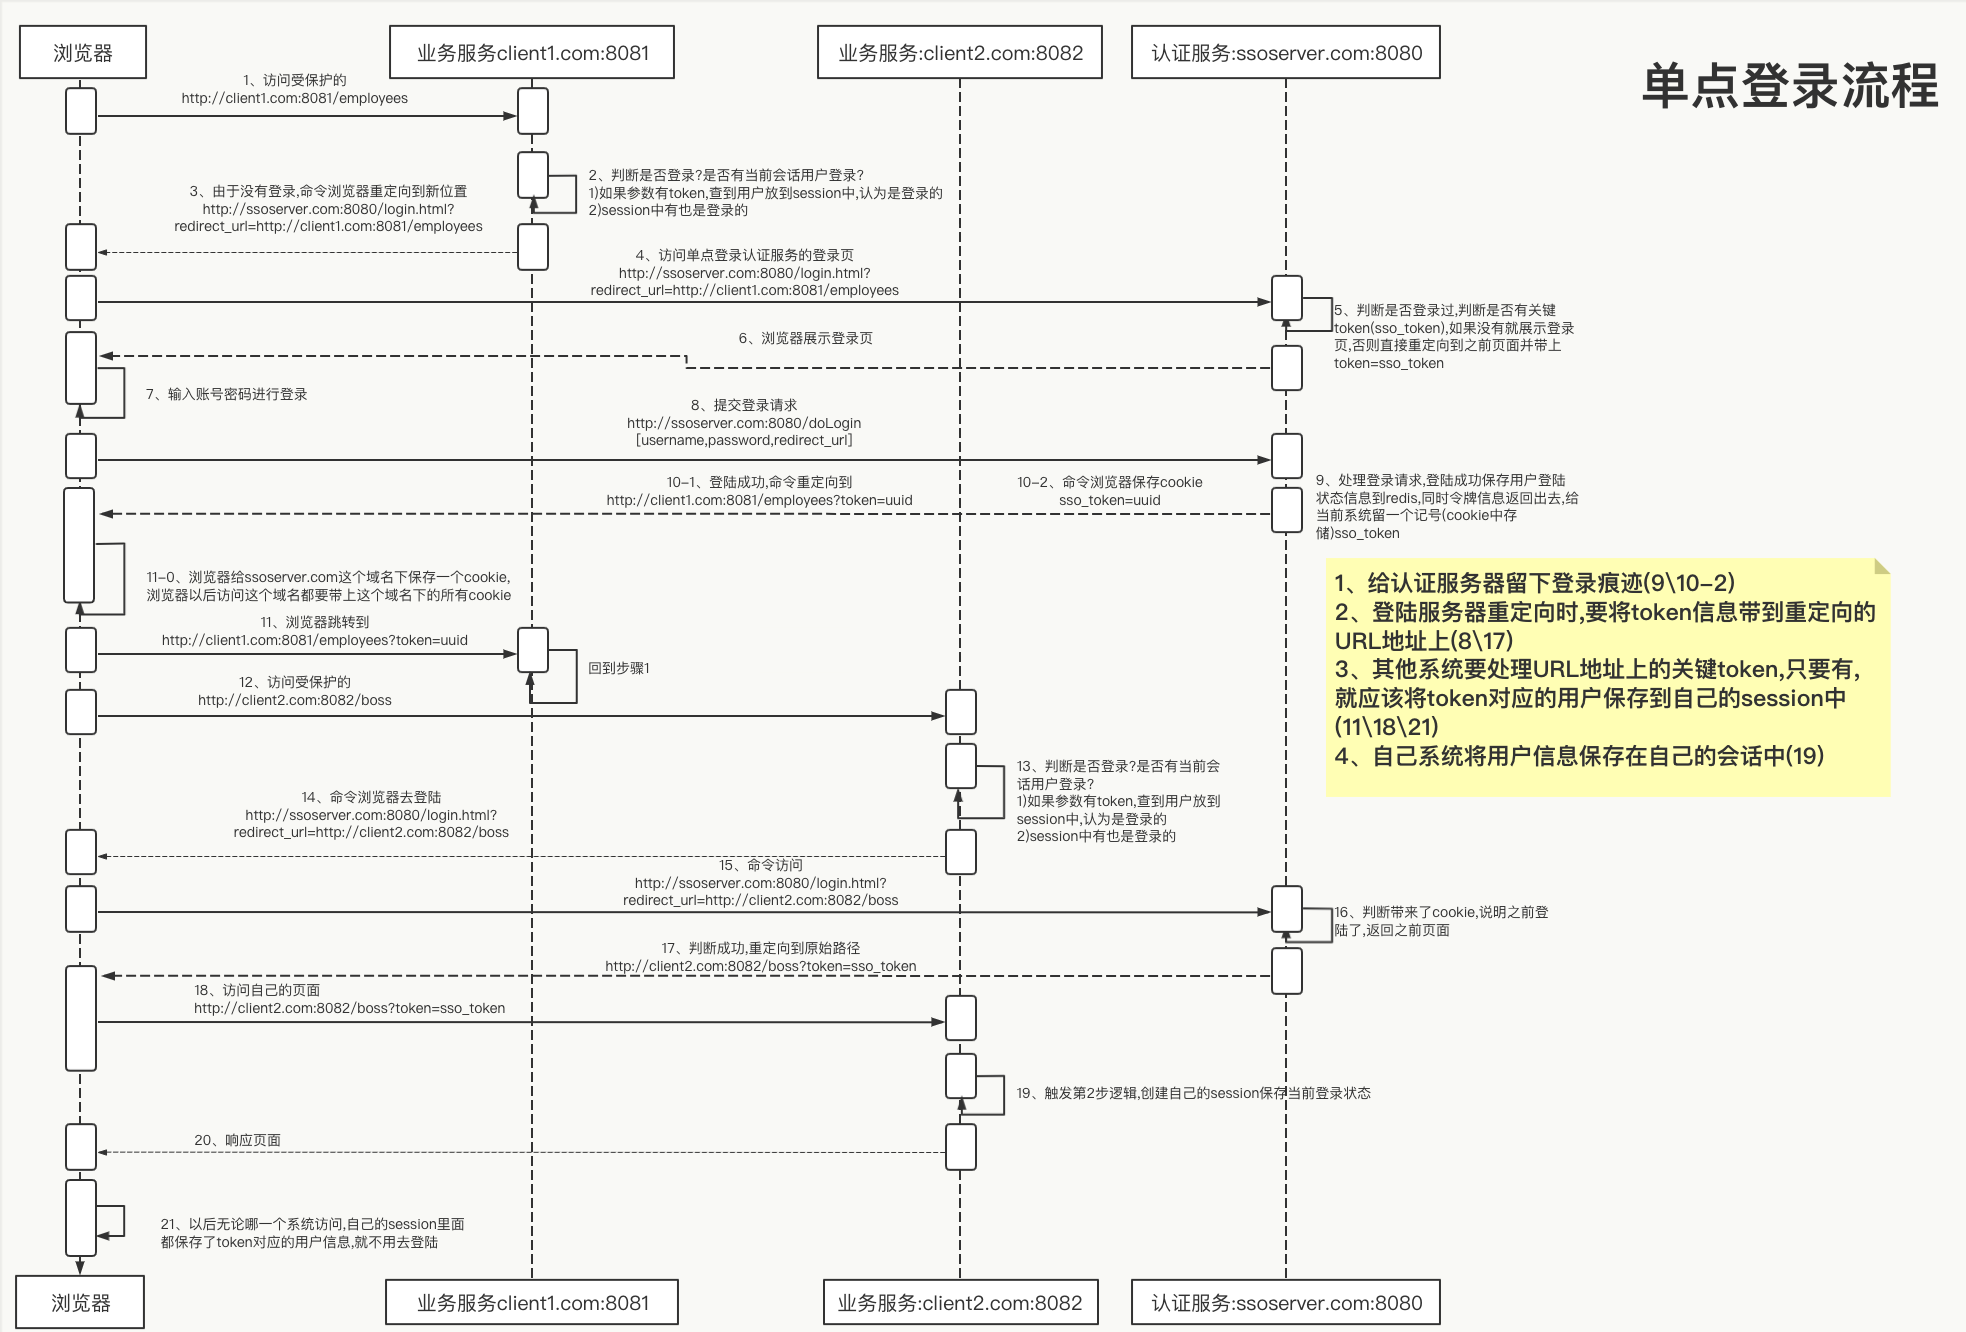 浏览器
业务服务client1.com:8081
业务服务:client2.com:8082
认证服务:ssoserver.com:8080
单点登录流程
1、访问受保护的
http://client1.com:8081/employees
2、判断是否登录?是否有当前会话用户登录?
1)如果参数有token,查到用户放到session中,认为是登录的
2)session中有也是登录的
3、由于没有登录,命令浏览器重定向到新位置
http://ssoserver.com:8080/login.html?
redirect_url=http://client1.com:8081/employees
4、访问单点登录认证服务的登录页
http://ssoserver.com:8080/login.html?
redirect_url=http://client1.com:8081/employees
5、判断是否登录过,判断是否有关键
token(sso_token),如果没有就展示登录
页,否则直接重定向到之前页面并带上
token=sso_token
6、浏览器展示登录页
7、输入账号密码进行登录
8、提交登录请求
http://ssoserver.com:8080/doLogin
[username,password,redirect_url]
9、处理登录请求,登陆成功保存用户登陆
状态信息到redis,同时令牌信息返回出去,给
当前系统留一个记号(cookie中存
储)sso_token
10-1、登陆成功,命令重定向到
http://client1.com:8081/employees?token=uuid
10-2、命令浏览器保存cookie
sso_token=uuid
11-0、浏览器给ssoserver.com这个域名下保存一个cookie,
浏览器以后访问这个域名都要带上这个域名下的所有cookie
1、给认证服务器留下登录痕迹(9\10-2)
2、登陆服务器重定向时,要将token信息带到重定向的
URL地址上(8\17)
3、其他系统要处理URL地址上的关键token,只要有,
就应该将token对应的用户保存到自己的session中
(11\18\21)
4、自己系统将用户信息保存在自己的会话中(19)
11、浏览器跳转到
http://client1.com:8081/employees?token=uuid
回到步骤1
12、访问受保护的
http://client2.com:8082/boss
13、判断是否登录?是否有当前会
话用户登录?
1)如果参数有token,查到用户放到
session中,认为是登录的
2)session中有也是登录的
14、命令浏览器去登陆
http://ssoserver.com:8080/login.html?
redirect_url=http://client2.com:8082/boss
15、命令访问
http://ssoserver.com:8080/login.html?
redirect_url=http://client2.com:8082/boss
16、判断带来了cookie,说明之前登
陆了,返回之前页面
17、判断成功,重定向到原始路径
http://client2.com:8082/boss?token=sso_token
18、访问自己的页面
http://client2.com:8082/boss?token=sso_token
19、触发第2步逻辑,创建自己的session保存当前登录状态
20、响应页面
21、以后无论哪一个系统访问,自己的session里面
都保存了token对应的用户信息,就不用去登陆
浏览器
业务服务client1.com:8081
业务服务:client2.com:8082
认证服务:ssoserver.com:8080